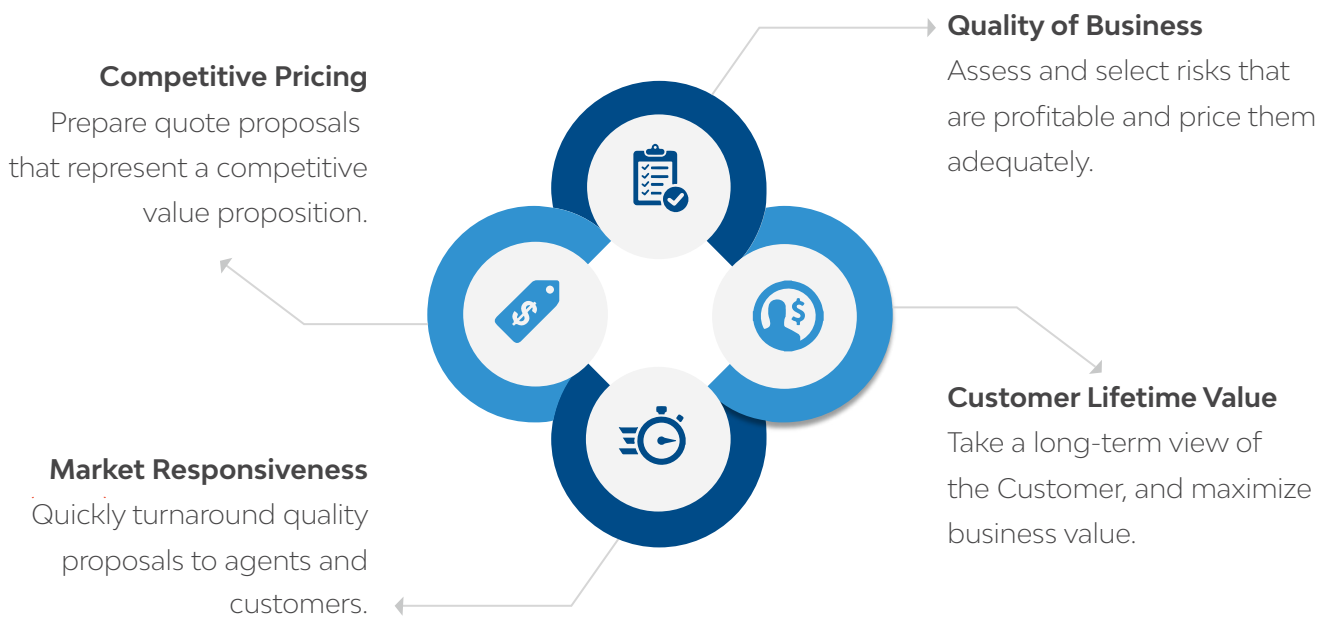 Competitive Pricing
Prepare quote proposals
that represent a competitive
value proposition.
Quality of Business
Assess and select risks that
are profitable and price them
adequately.
$
$
Market Responsiveness
Quickly turnaround quality
proposals to agents and
customers.
Customer Lifetime Value
Take a long-term view of
the Customer, and maximize
business value.